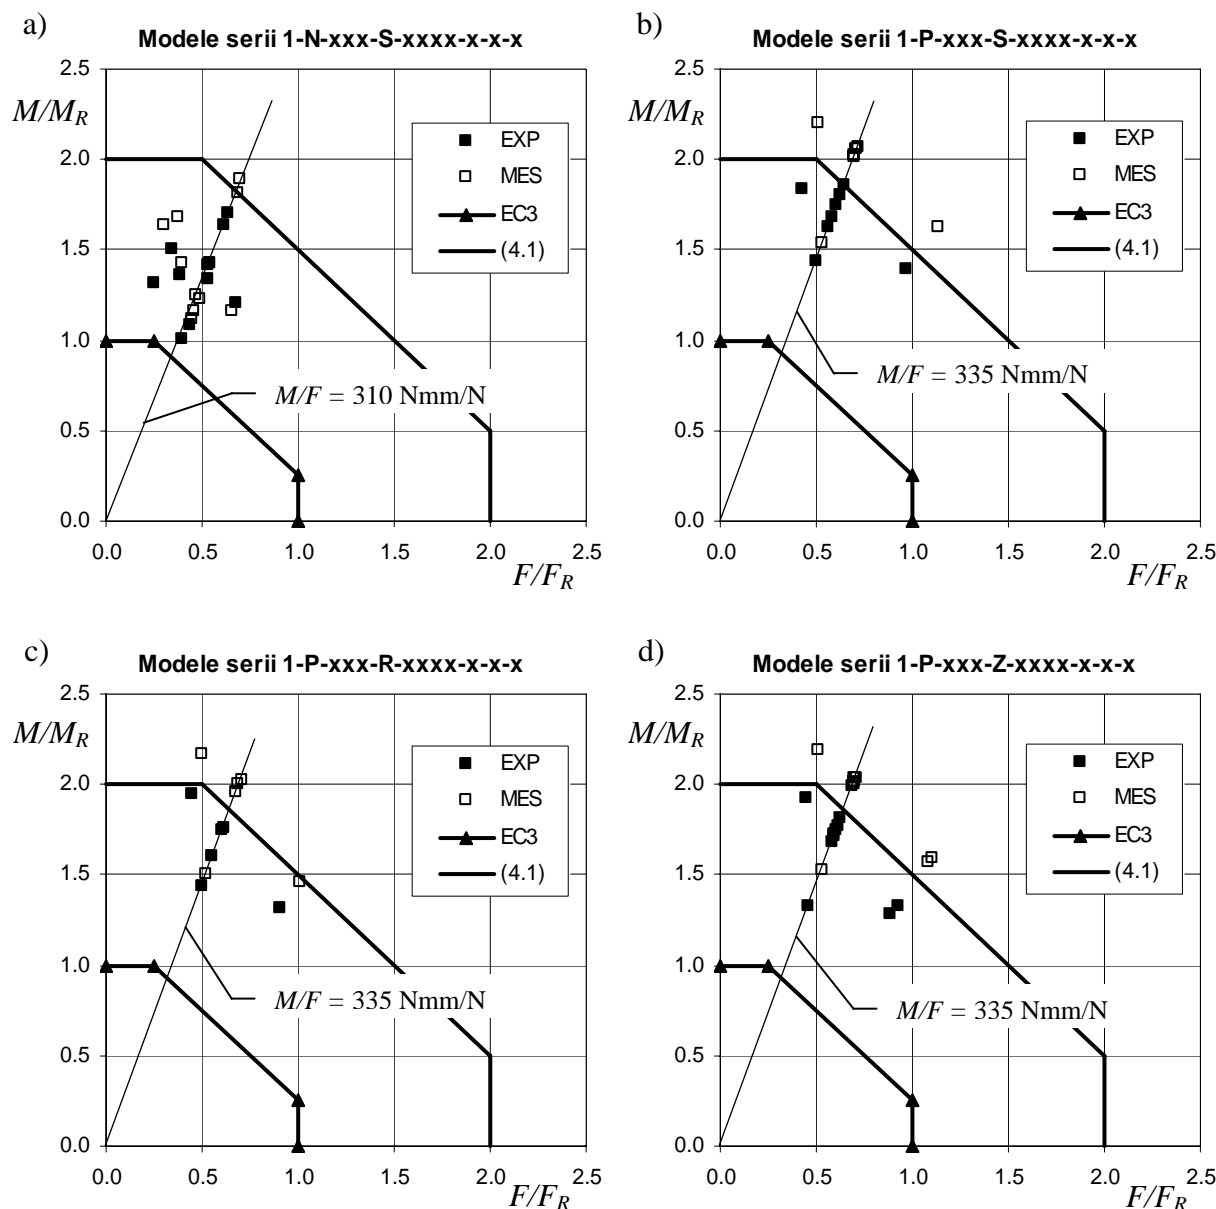 a)
Modele serii 1-N-xxx-S-xxxx-x-x-x
M/M_R
2.5
2.0
1.5
1.0
0.5
0.0
EXP
MES
EC3
(4.1)
M/F = 310 Nmm/N
0.0 0.5 1.0 1.5 2.0 2.5
F/F_R
b)
Modele serii 1-P-xxx-S-xxxx-x-x-x
M/M_R
2.5
2.0
1.5
1.0
0.5
0.0
EXP
MES
EC3
(4.1)
M/F = 335 Nmm/N
0.0 0.5 1.0 1.5 2.0 2.5
F/F_R
c)
Modele serii 1-P-xxx-R-xxxx-x-x-x
M/M_R
2.5
2.0
1.5
1.0
0.5
0.0
EXP
MES
EC3
(4.1)
M/F = 335 Nmm/N
0.0 0.5 1.0 1.5 2.0 2.5
F/F_R
d)
Modele serii 1-P-xxx-Z-xxxx-x-x-x
M/M_R
2.5
2.0
1.5
1.0
0.5
0.0
EXP
MES
EC3
(4.1)
M/F = 335 Nmm/N
0.0 0.5 1.0 1.5 2.0 2.5
F/F_R